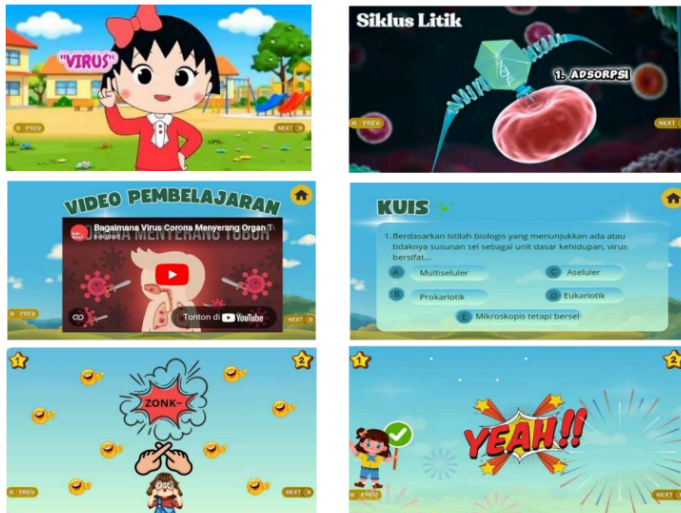 "VIRUS"
PREV
NEXT
Siklus Litik
1. ADSORPSI
PREV
NEXT
VIDEO PEMBELAJARAN
Bagaimana Virus Corona Menyerang Organ T
MENYERANG TUBUH
Tonton di YouTube
PREV
NEXT
KUIS
1. Berdasarkan istilah biologis yang menunjukkan ada atau
tidaknya susunan sel sebagai unit dasar kehidupan, virus
bersifat...
A Multiseluler
C Aseluler
B Prokariotik
D Eukariotik
E Mikroskopis tetapi bersel
1
2
ZONK~
PREV
NEXT
1
2
YEAH!!
PREV
NEXT